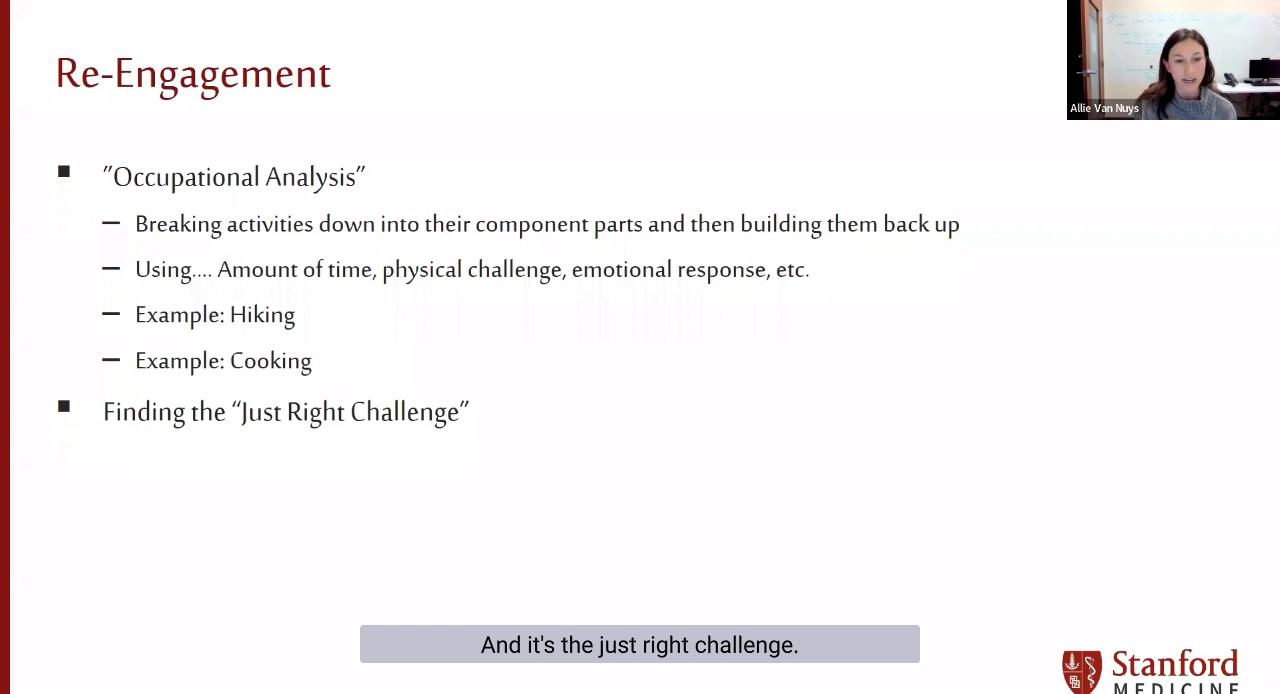 Re-Engagement
Allie Van Nuys
■ ”Occupational Analysis”
– Breaking activities down into their component parts and then building them back up
– Using.... Amount of time, physical challenge, emotional response, etc.
– Example: Hiking
– Example: Cooking
■ Finding the “Just Right Challenge”
And it's the just right challenge.
Stanford
MEDICINE